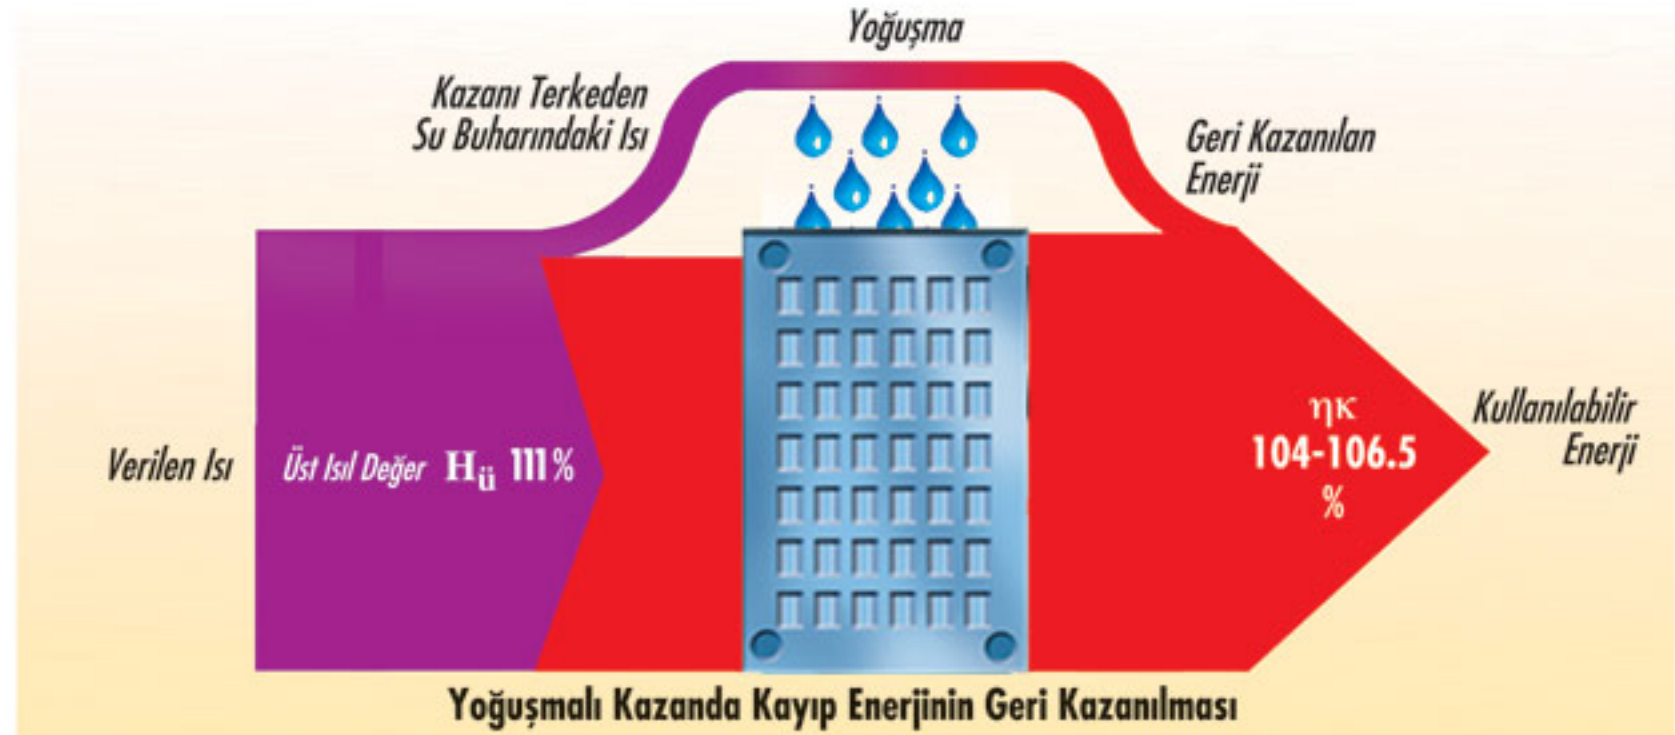 Yoğuşma
Kazanı Terkeden
Su Buharındaki Isı
Geri Kazanılan
Enerji
Verilen Isı
Üst Isıl Değer Hü 111%
ηκ
104-106.5
%
Kullanılabilir
Enerji
Yoğuşmalı Kazanda Kayıp Enerjinin Geri Kazanılması